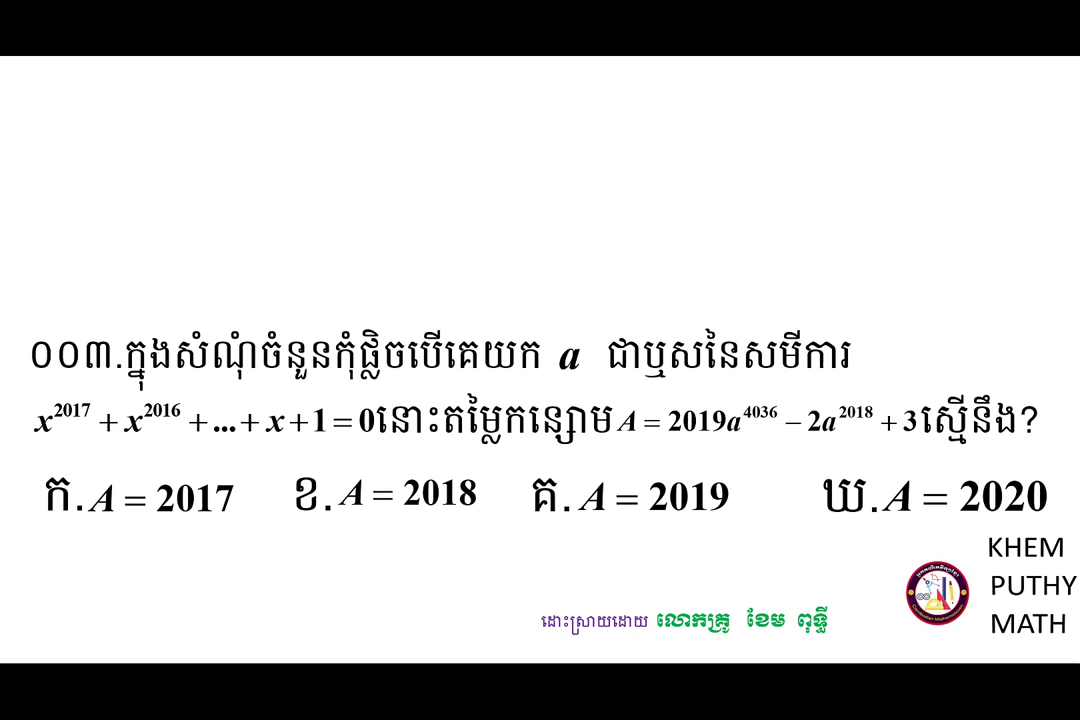 ០០៣.ក្នុងសំណុំចំនួនកុំផ្លិចបើគេយក a ជាឬសនៃសមីការ
x^2017 + x^2016 + ... + x + 1 = 0 នោះតម្លៃកន្សោម A = 2019a^4036 − 2a^2018 + 3 ស្មើនឹង?
ក. A = 2017 ខ. A = 2018 គ. A = 2019 ឃ. A = 2020
KHEM
PUTHY
MATH
ដោះស្រាយដោយ លោកគ្រូ ខែម ពុទ្ធី